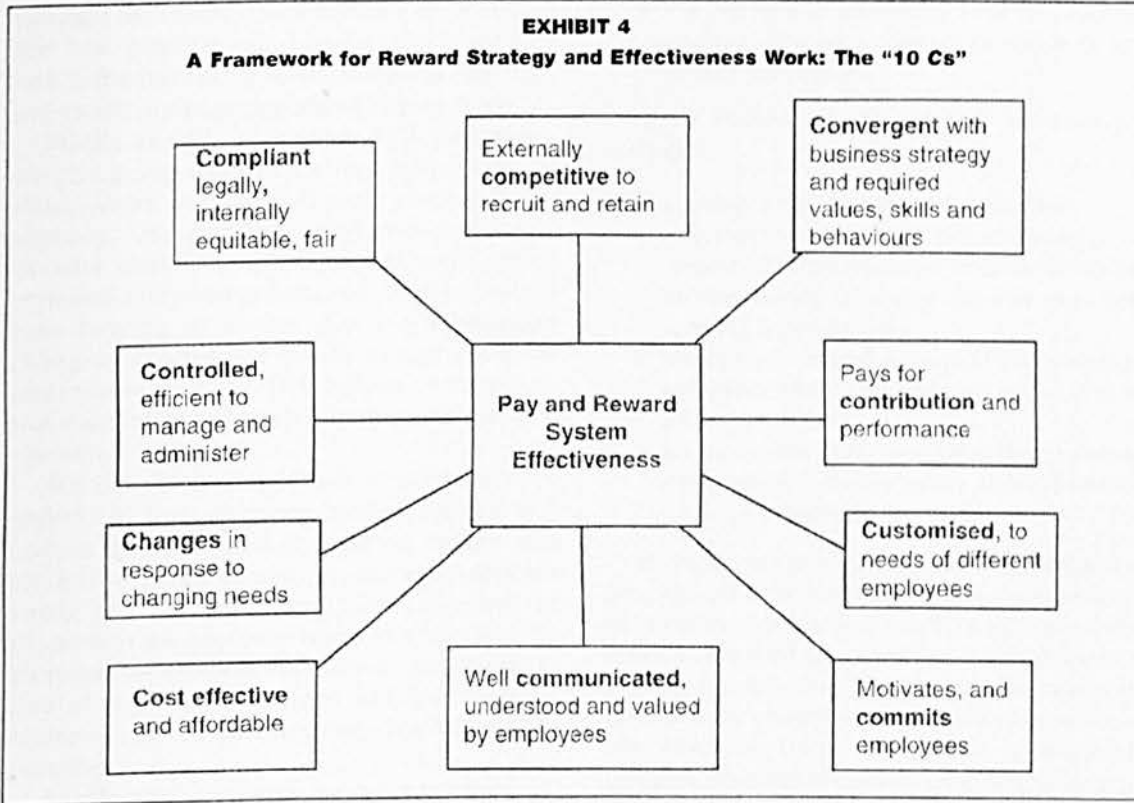 EXHIBIT 4
A Framework for Reward Strategy and Effectiveness Work: The “10 Cs”
Compliant
legally,
internally
equitable, fair
Externally
competitive to
recruit and retain
Convergent with
business strategy
and required
values, skills and
behaviours
Controlled,
efficient to
manage and
administer
Pay and Reward
System
Effectiveness
Pays for
contribution and
performance
Changes in
response to
changing needs
Customised, to
needs of different
employees
Cost effective
and affordable
Well communicated,
understood and valued
by employees
Motivates, and
commits
employees